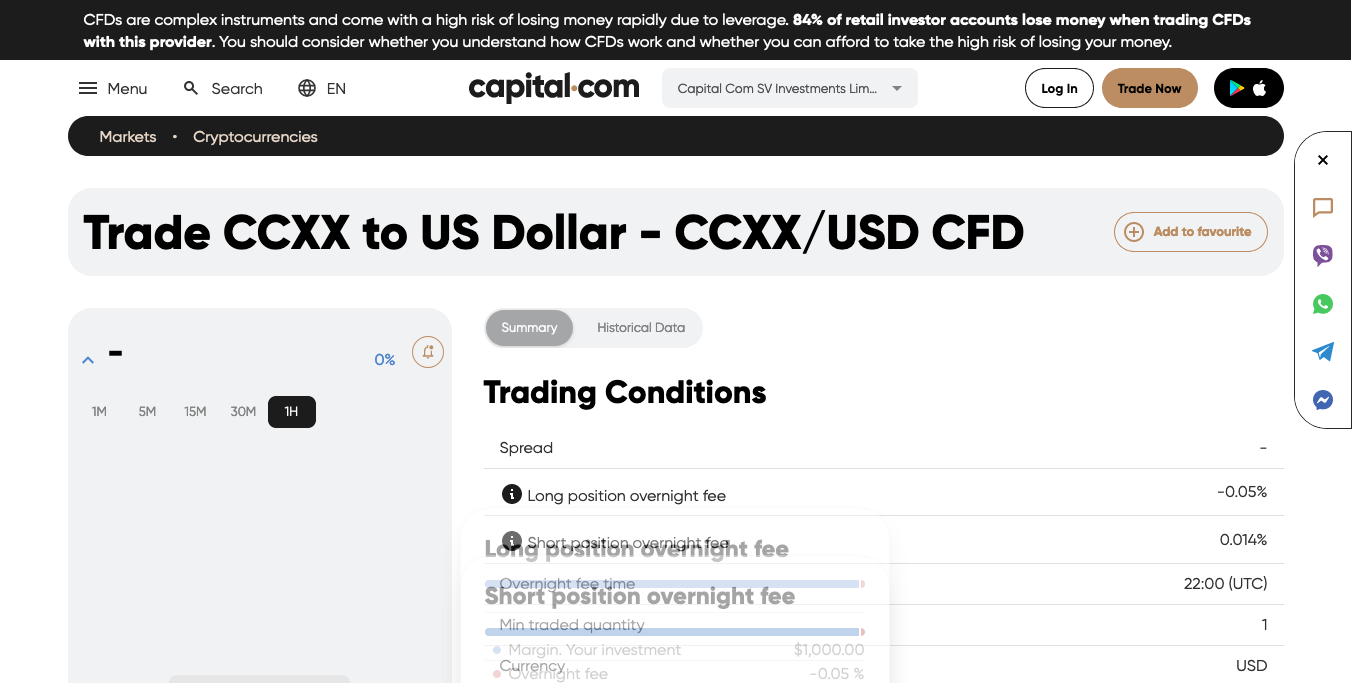 CFDs are complex instruments and come with a high risk of losing money rapidly due to leverage. 84% of retail investor accounts lose money when trading CFDs
with this provider. You should consider whether you understand how CFDs work and whether you can afford to take the high risk of losing your money.
Menu Search EN capital.com Capital Com SV Investments Lim... Log In Trade Now
Markets • Cryptocurrencies
Trade CCXX to US Dollar - CCXX/USD CFD
Add to favourite
- 0%
1M 5M 15M 30M 1H
Summary Historical Data
Trading Conditions
Spread -
Long position overnight fee -0.05%
Short position overnight fee 0.014%
Long position overnight fee
Overnight fee time 22:00 (UTC)
Short position overnight fee
Min traded quantity 1
Margin. Your investment $1,000.00
Currency USD
Overnight fee -0.05 %